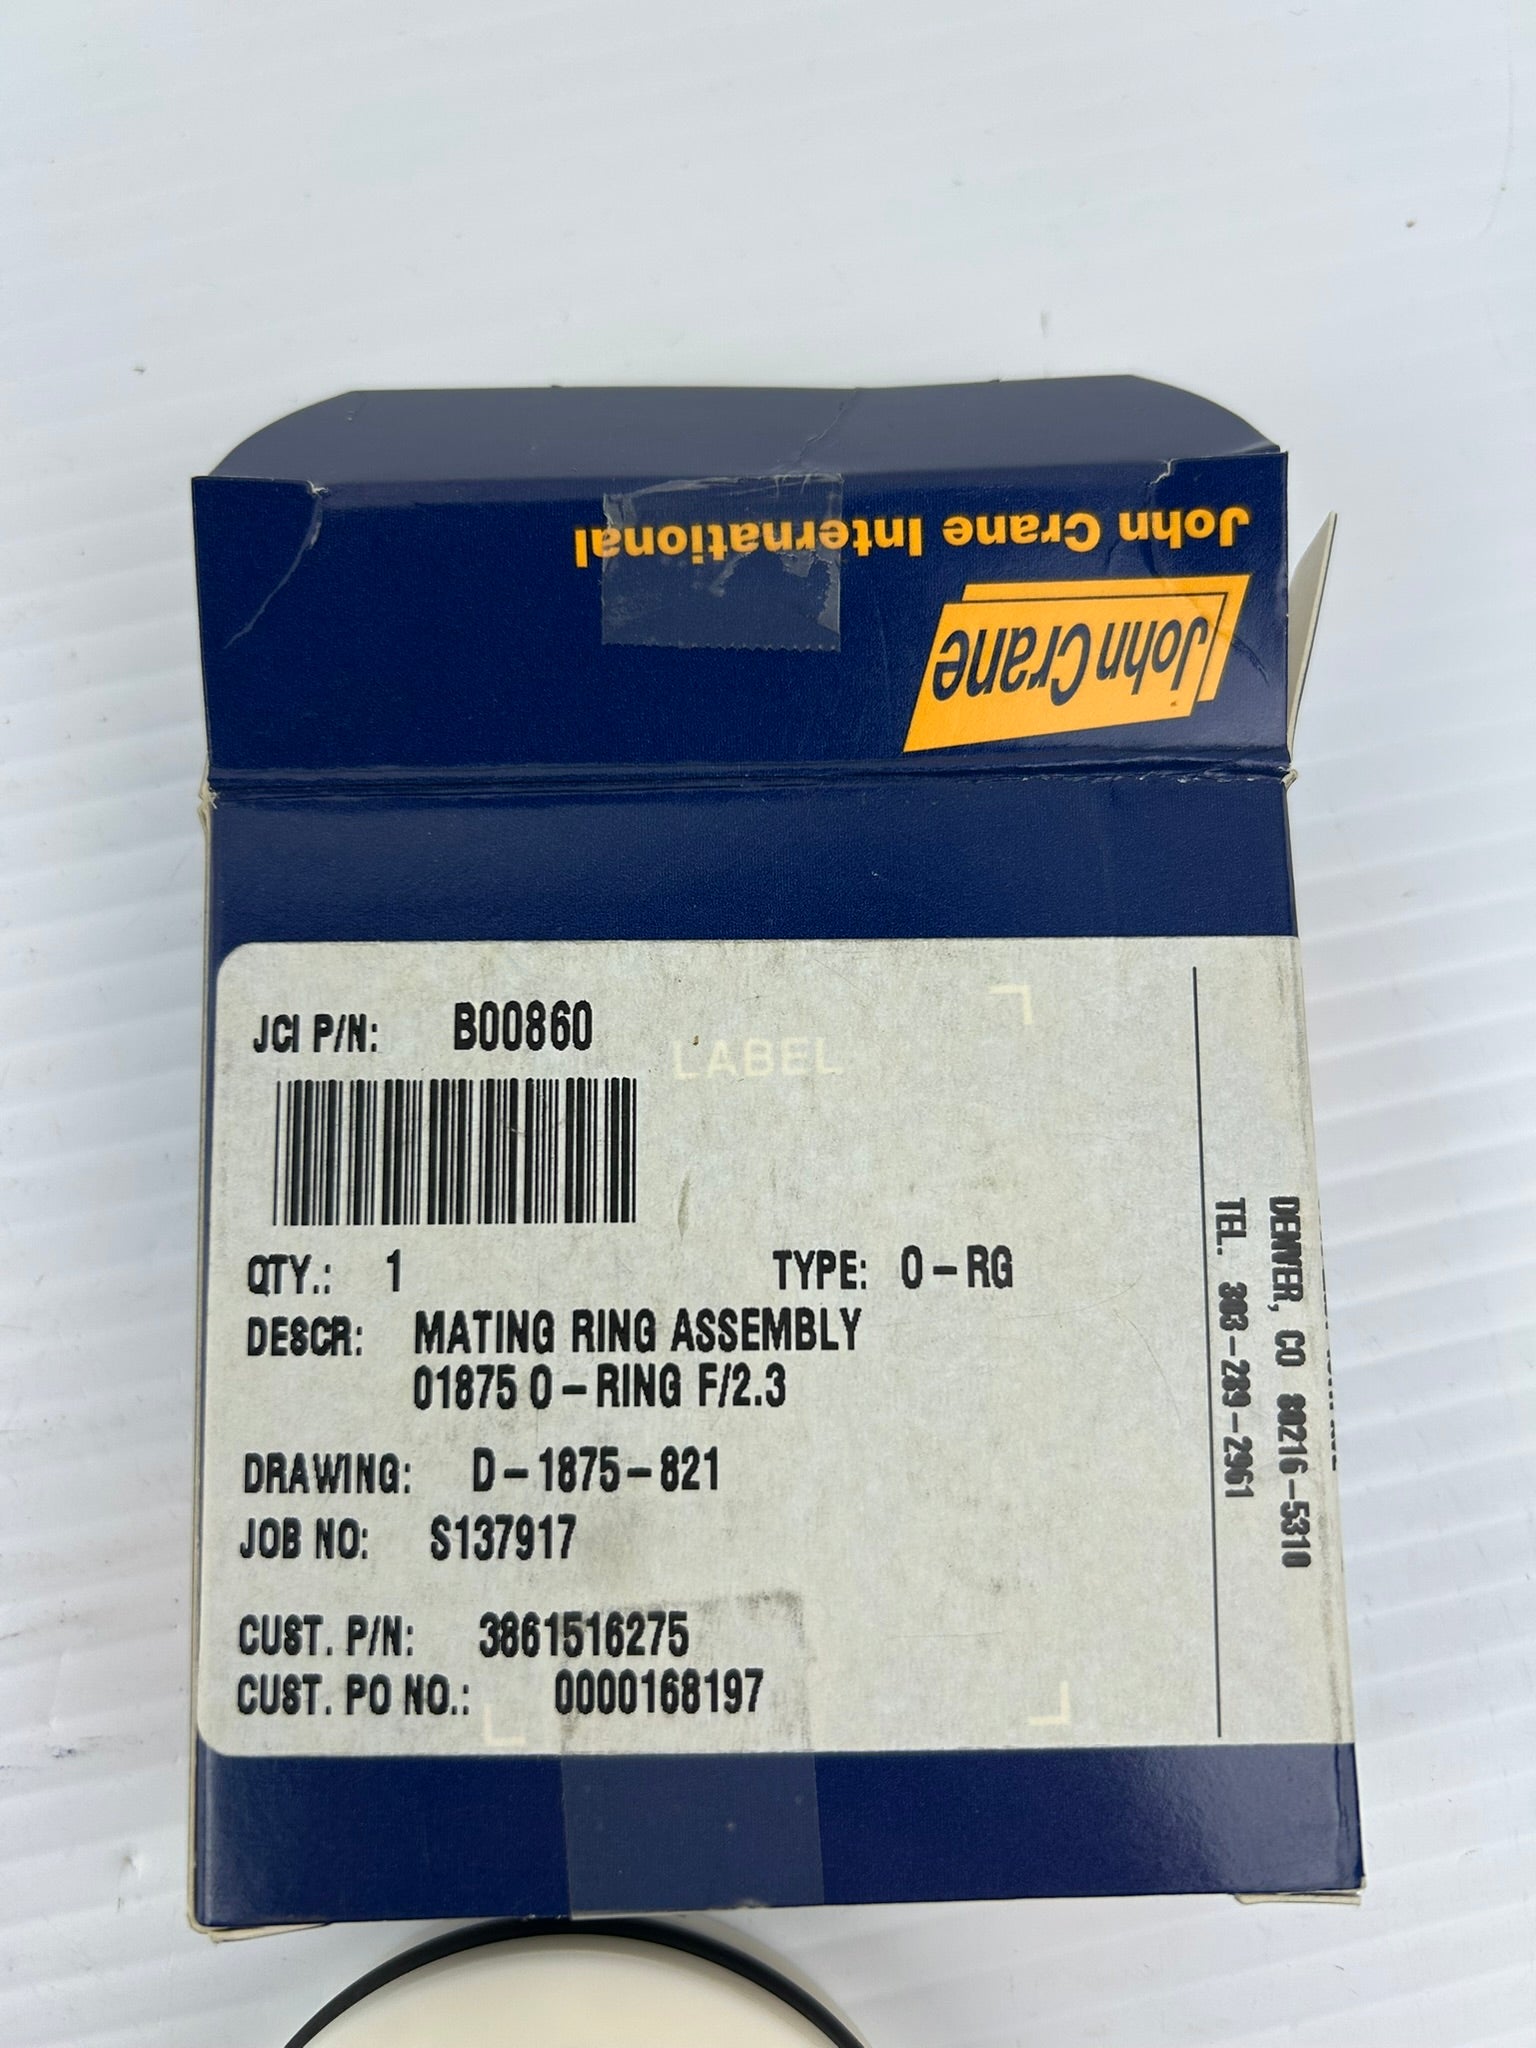 John Crane International
John Crane
JCI P/N: B00860
LABEL
QTY.: 1 TYPE: O-RG
DESCR: MATING RING ASSEMBLY
01875 O-RING F/2.3
DRAWING: D-1875-821
JOB NO: S137917
CUST. P/N: 3861516275
CUST. PO NO.: 0000168197
DENVER, CO 80216-5310
TEL. 303-289-2961